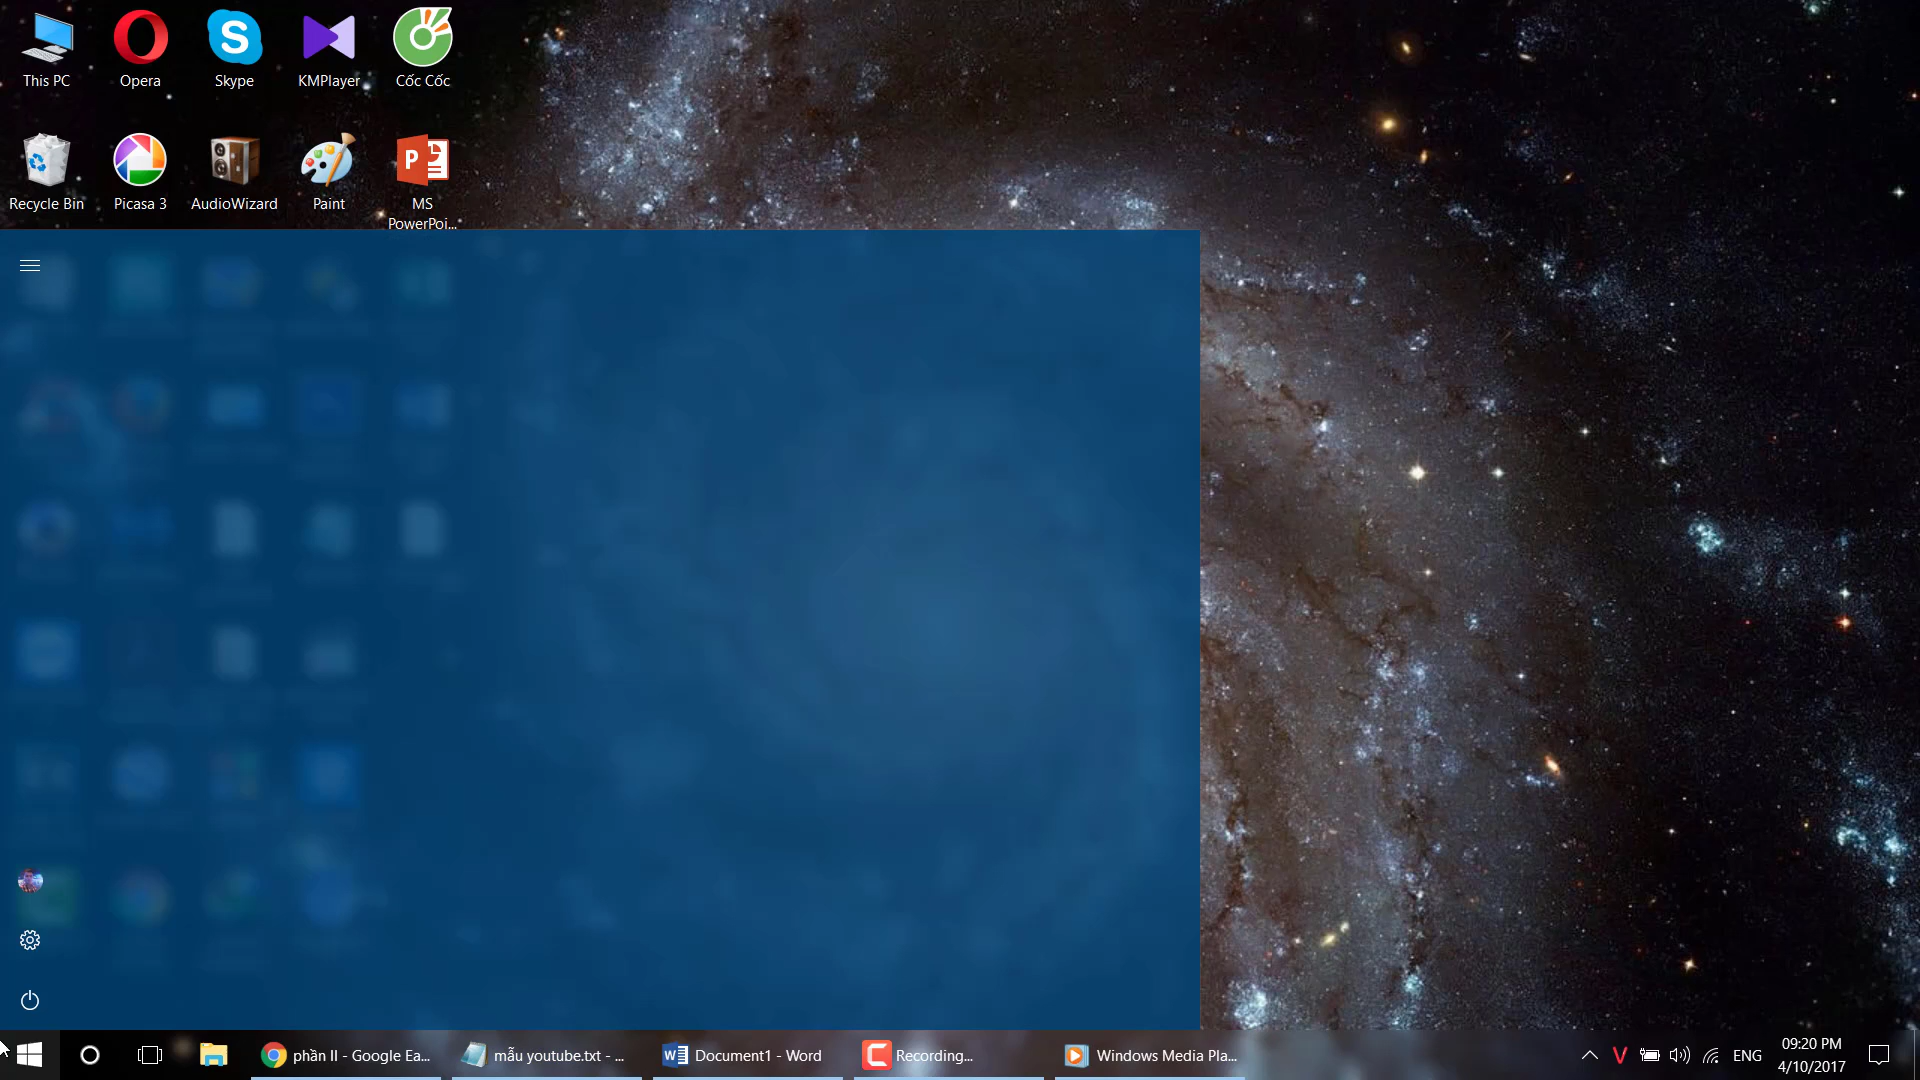 This PC
Opera
Skype
KMPlayer
Cốc Cốc
Recycle Bin
Picasa 3
AudioWizard
Paint
MS
PowerPoi...
phần II - Google Ea...
mẫu youtube.txt - ...
Document1 - Word
Recording...
Windows Media Pla...
ENG
09:20 PM
4/10/2017